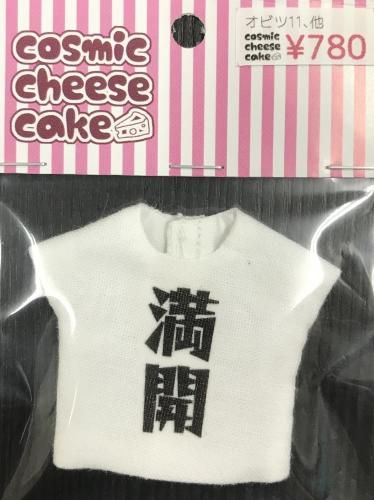 cosmic
cheese
cake
オビツ11、他
cosmic
cheese
cake
¥780
満
開